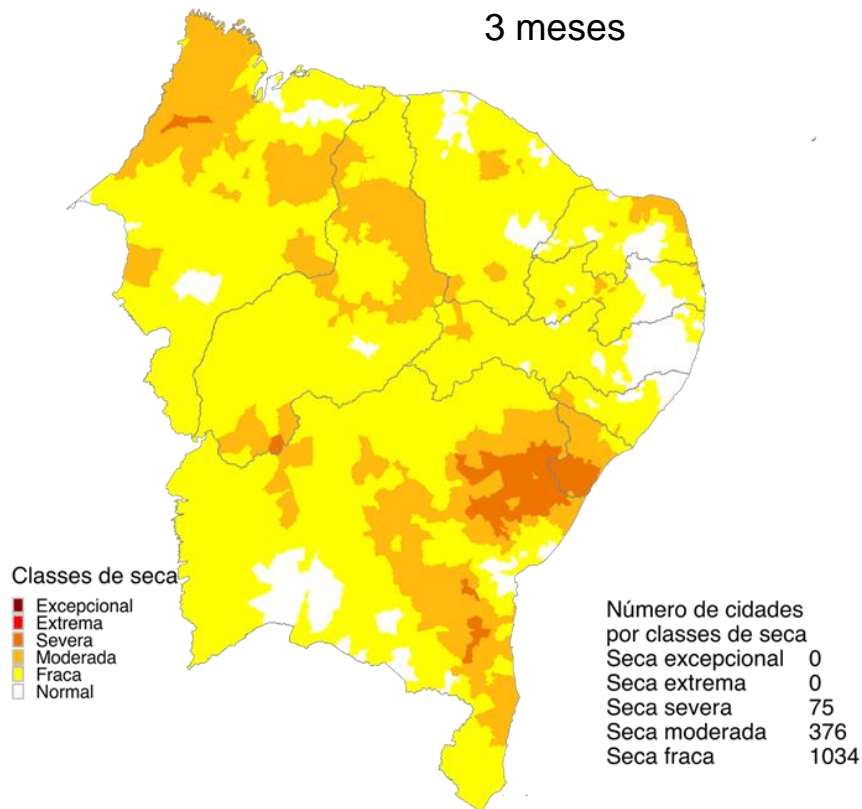 3 meses
Classes de seca
Excepcional
Extrema
Severa
Moderada
Fraca
Normal
Número de cidades
por classes de seca
Seca excepcional 0
Seca extrema 0
Seca severa 75
Seca moderada 376
Seca fraca 1034